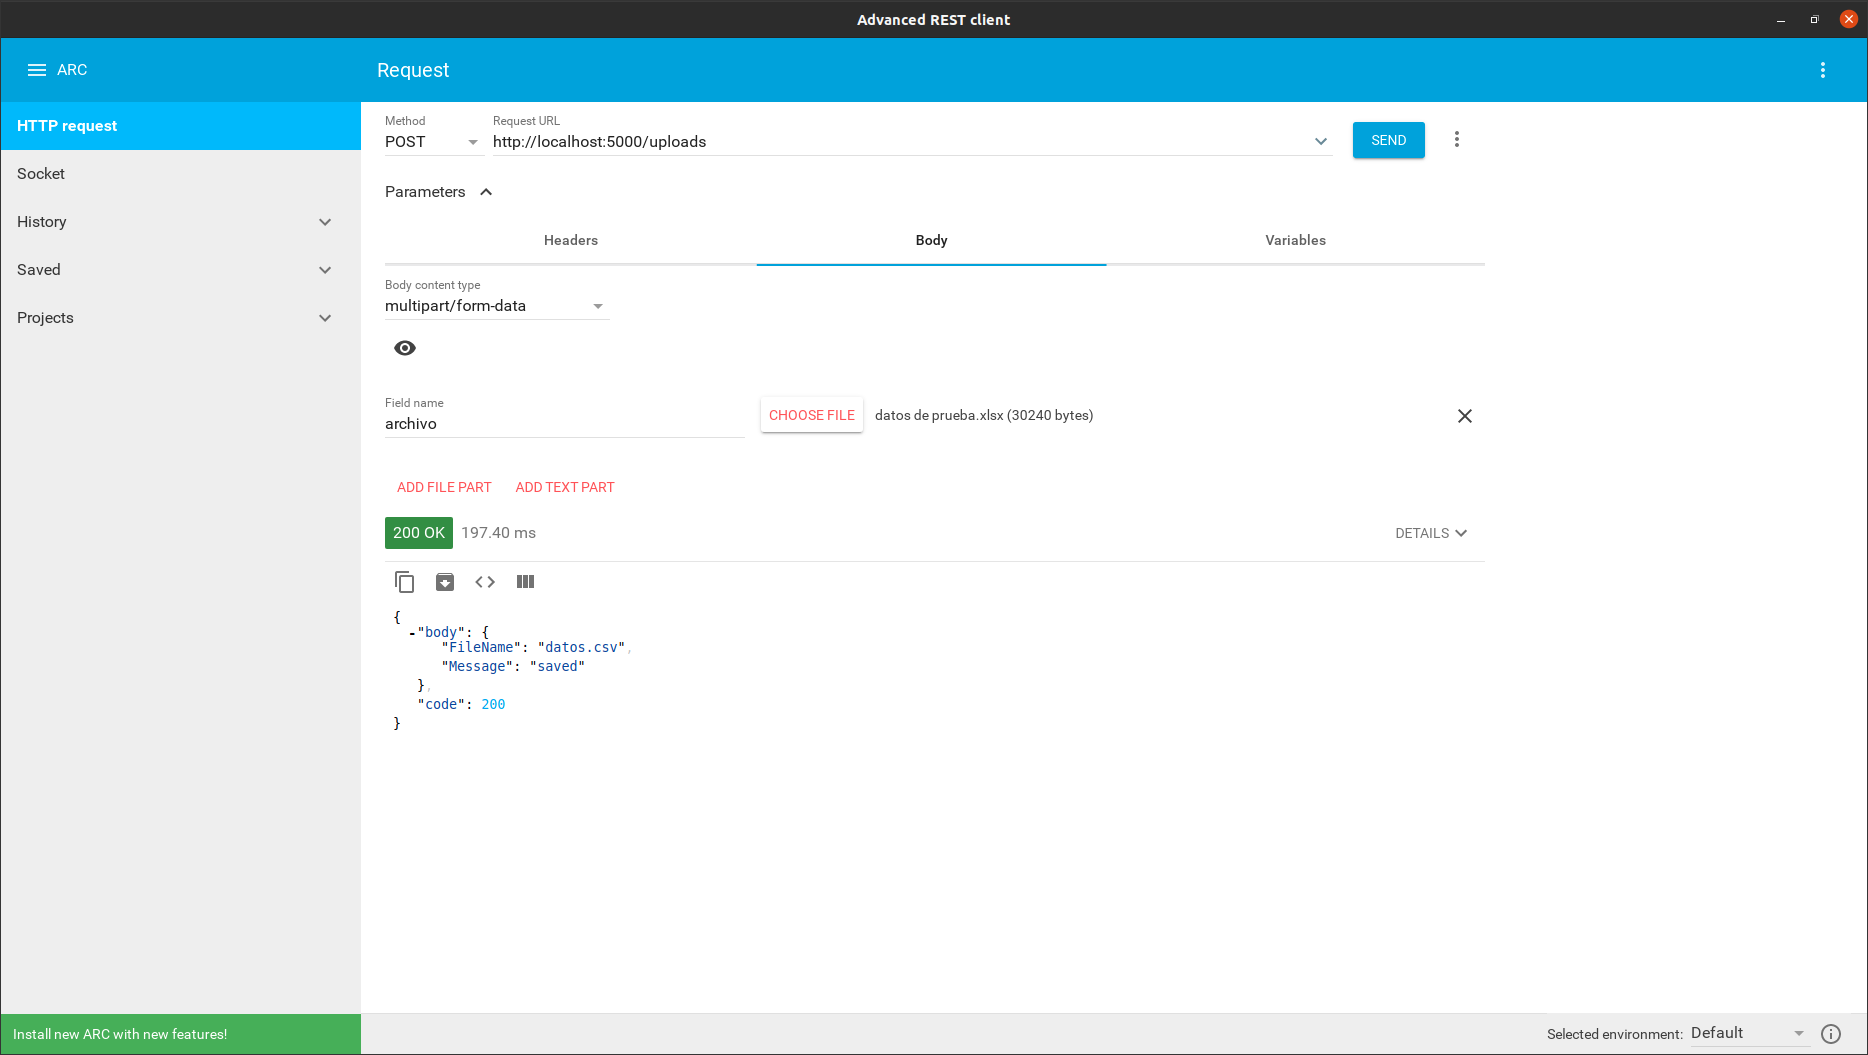 Advanced REST client
ARC
Request
HTTP request
Socket
History
Saved
Projects
Method
POST
Request URL
http://localhost:5000/uploads
SEND
Parameters
Headers
Body
Variables
Body content type
multipart/form-data
Field name
archivo
CHOOSE FILE
datos de prueba.xlsx (30240 bytes)
ADD FILE PART
ADD TEXT PART
200 OK
197.40 ms
DETAILS
{
-"body": {
"FileName": "datos.csv",
"Message": "saved"
},
"code": 200
}
Install new ARC with new features!
Selected environment:
Default